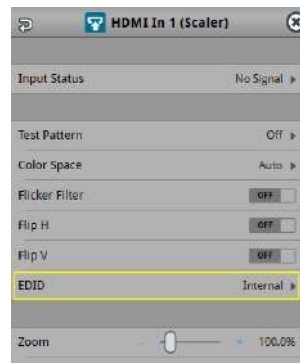 HDMI In 1 (Scaler)
Input Status No Signal
Test Pattern Off
Color Space Auto
Flicker Filter OFF
Flip H OFF
Flip V OFF
EDID Internal
Zoom - + 100.0%